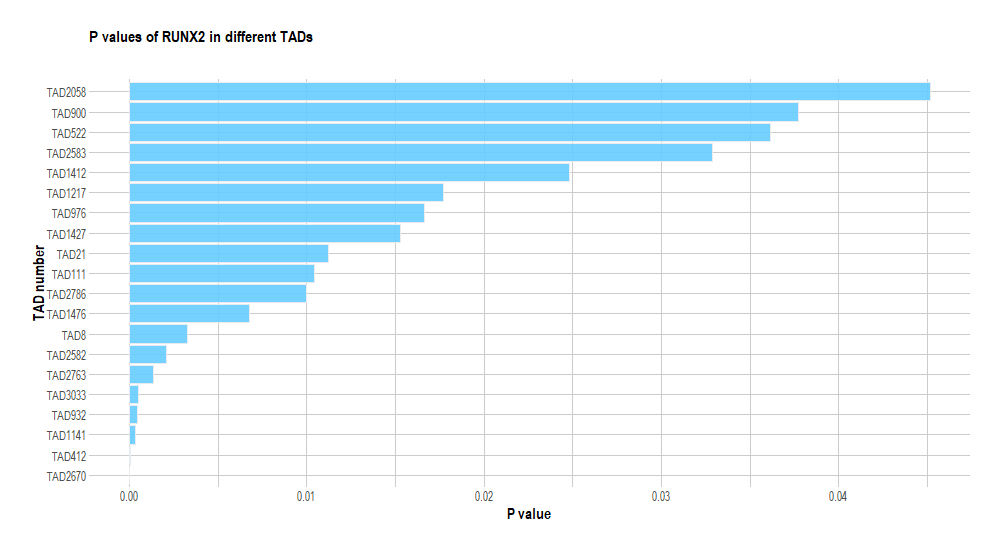 P values of RUNX2 in different TADs
TAD number
TAD2058
TAD900
TAD522
TAD2583
TAD1412
TAD1217
TAD976
TAD1427
TAD21
TAD111
TAD2786
TAD1476
TAD8
TAD2582
TAD2763
TAD3033
TAD932
TAD1141
TAD412
TAD2670
0.00 0.01 0.02 0.03 0.04
P value